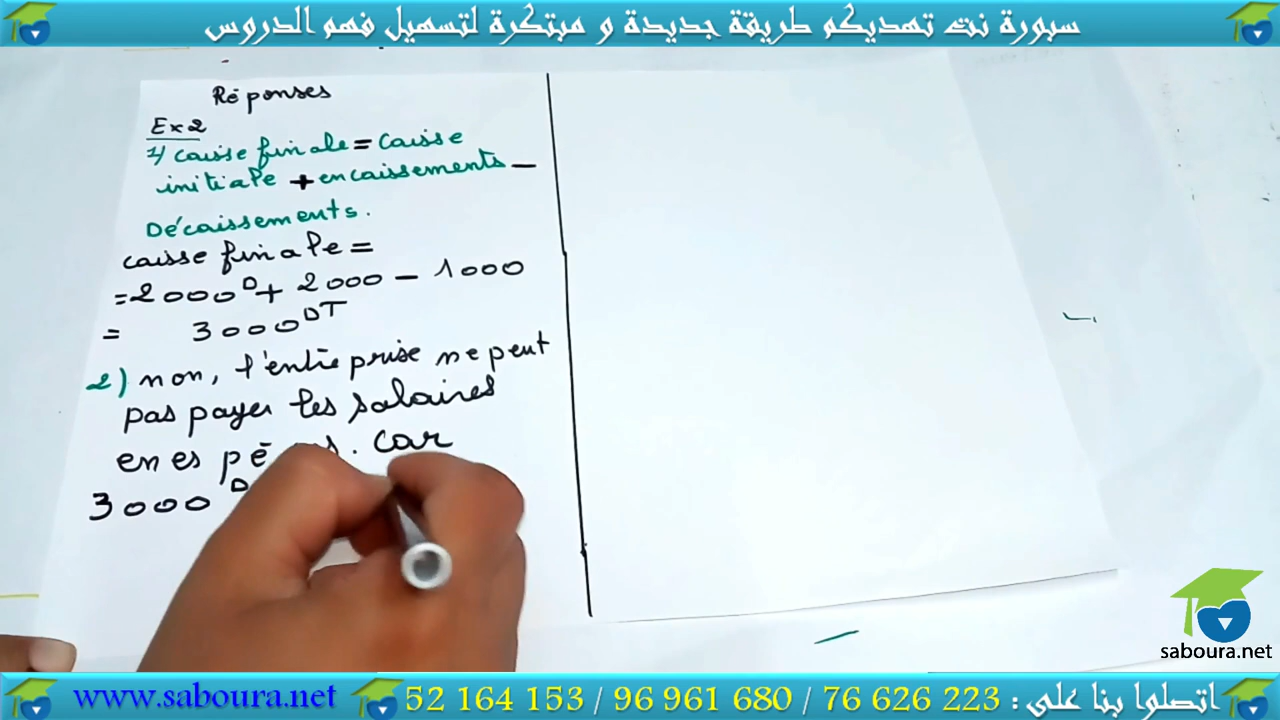 سبورة نت تهديكم طريقة جديدة و مبتكرة لتسهيل فهم الدروس
Réponses
Ex2
1) caisse finale = caisse
initiale + encaissements -
Décaissements.
caisse finale =
= 2000D + 2000 - 1000
= 3000DT
2) non, l'entreprise ne peut
pas payer les salaires
en es car
3000D
saboura.net
www.saboura.net 52 164 153 / 96 961 680 / 76 626 223 : اتصلوا بنا على